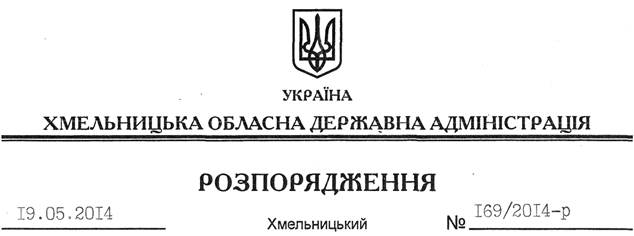 УКРАЇНА
ХМЕЛЬНИЦЬКА ОБЛАСНА ДЕРЖАВНА АДМІНІСТРАЦІЯ
РОЗПОРЯДЖЕННЯ
19.05.2014 Хмельницький № 169/2014-р